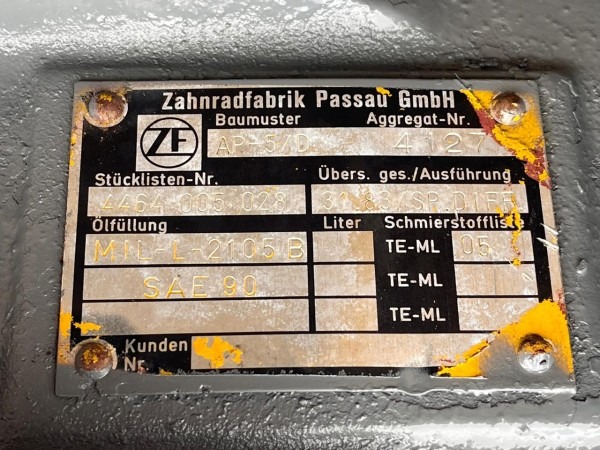 Zahnradfabrik Passau GmbH
ZF
Baumuster Aggregat-Nr.
AP-5/D 4127
Stücklisten-Nr. Übers. ges./Ausführung
4464 005 028
Ölfüllung Liter Schmierstoffliste
MIL-L-2105 B TE-ML 05
SAE 90 TE-ML
TE-ML
Kunden
Nr.